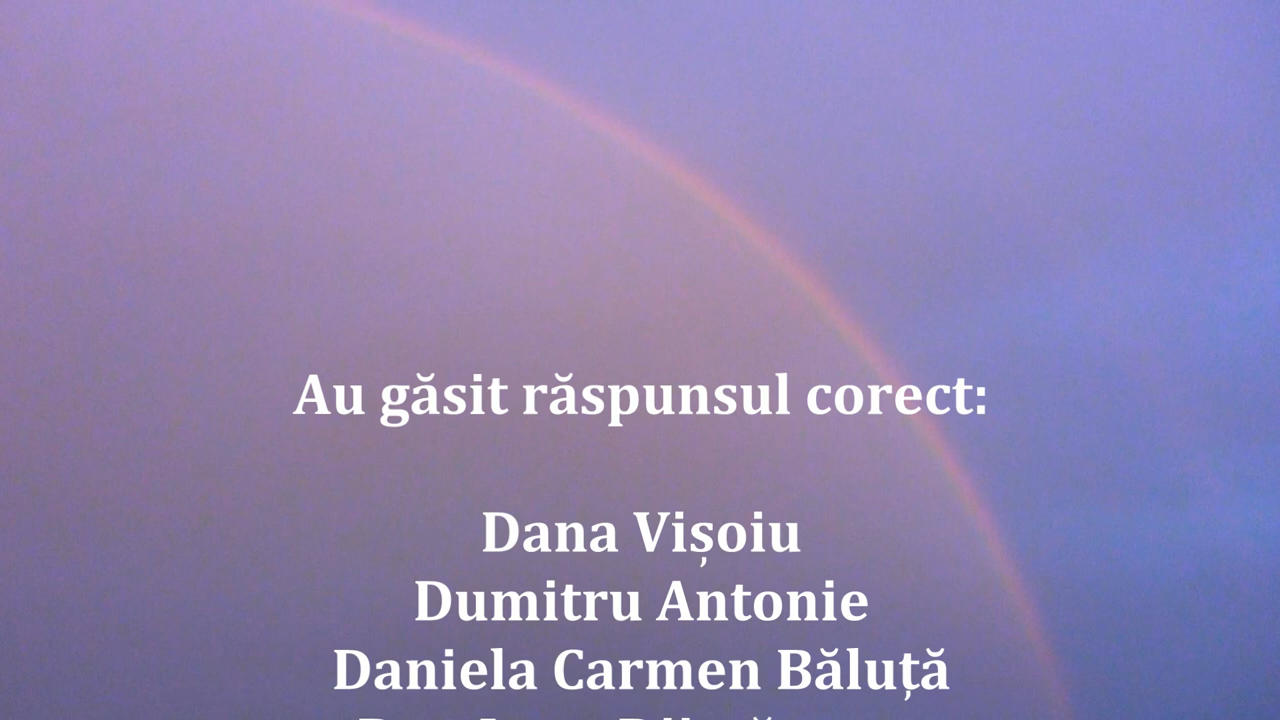 Au găsit răspunsul corect:
Dana Vișoiu
Dumitru Antonie
Daniela Carmen Băluță